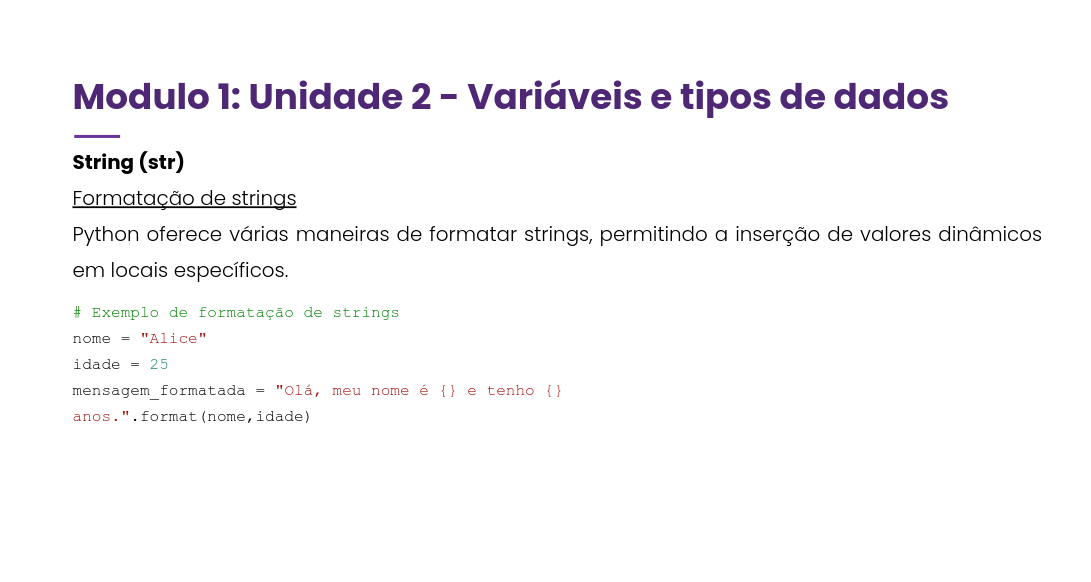 Modulo 1: Unidade 2 - Variáveis e tipos de dados
String (str)
Formatação de strings
Python oferece várias maneiras de formatar strings, permitindo a inserção de valores dinâmicos
em locais específicos.
# Exemplo de formatação de strings
nome = "Alice"
idade = 25
mensagem_formatada = "Olá, meu nome é {} e tenho {}
anos.".format(nome,idade)